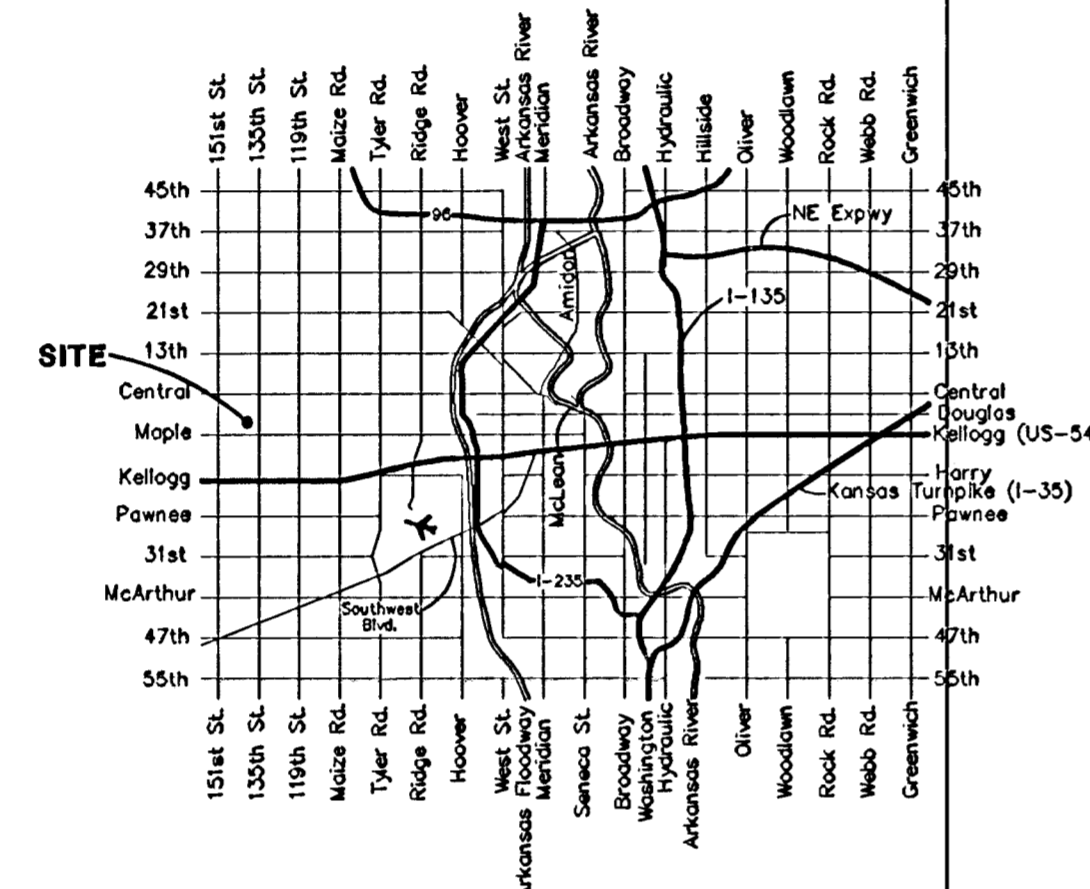 151st St.
135th St.
119th St.
Maize Rd.
Tyler Rd.
Ridge Rd.
Hoover
West St.
Arkansas River
Meridian
Arkansas River
Broadway
Hydraulic
Hillside
Oliver
Woodlawn
Rock Rd.
Webb Rd.
Greenwich
45th
45th
96
NE Expwy
37th
37th
29th
29th
Amidon
I-135
21st
21st
SITE
13th
13th
Central
Central
Douglas
Maple
Kellogg (US-54
Kellogg
Harry
McLean
Kansas Turnpike (I-35)
Pawnee
Pawnee
31st
31st
I-235
McArthur
McArthur
Southwest
Blvd.
47th
47th
55th
55th
151st St.
135th St.
119th St.
Maize Rd.
Tyler Rd.
Ridge Rd.
Hoover
West St.
Arkansas Floodway
Meridian
Seneca St.
Broadway
Washington
Hydraulic
Arkansas River
Oliver
Woodlawn
Rock Rd.
Webb Rd.
Greenwich